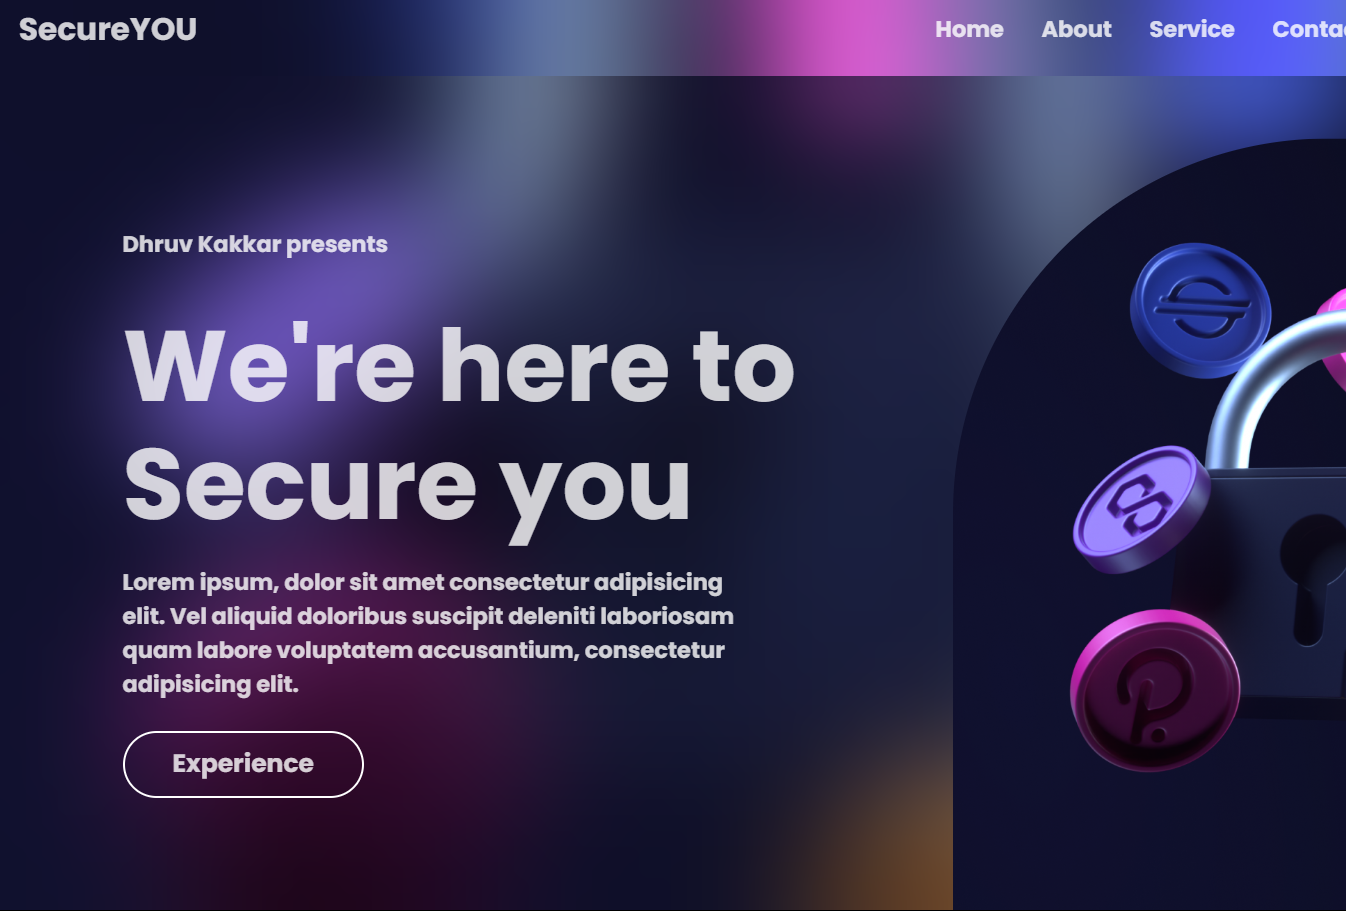 SecureYOU
Home About Service Conta
Dhruv Kakkar presents
We're here to
Secure you
Lorem ipsum, dolor sit amet consectetur adipisicing
elit. Vel aliquid doloribus suscipit deleniti laboriosam
quam labore voluptatem accusantium, consectetur
adipisicing elit.
Experience